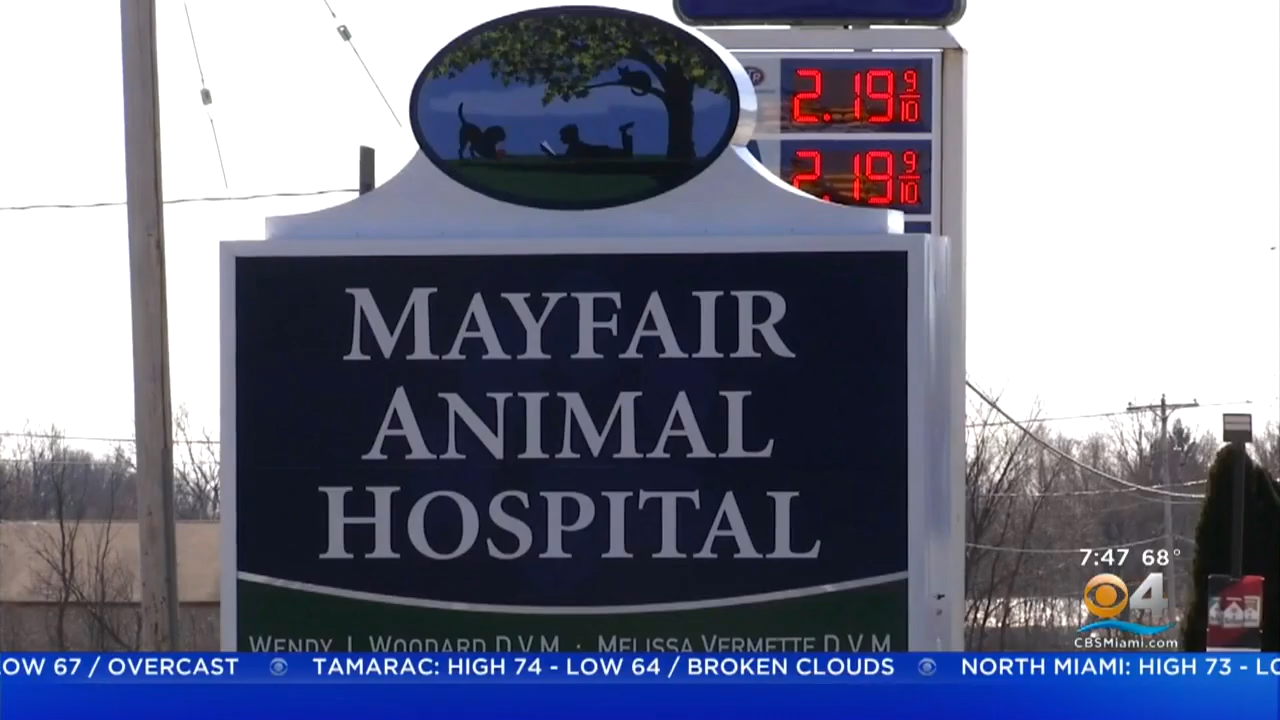 2.19 9/10
2.19 9/10
MAYFAIR
ANIMAL
HOSPITAL
WENDY J. WOODARD D.V.M. · MELISSA VERMETTE D.V.M.
7:47 68°
4
CBSMiami.com
LOW 67 / OVERCAST TAMARAC: HIGH 74 - LOW 64 / BROKEN CLOUDS NORTH MIAMI: HIGH 73 - LO